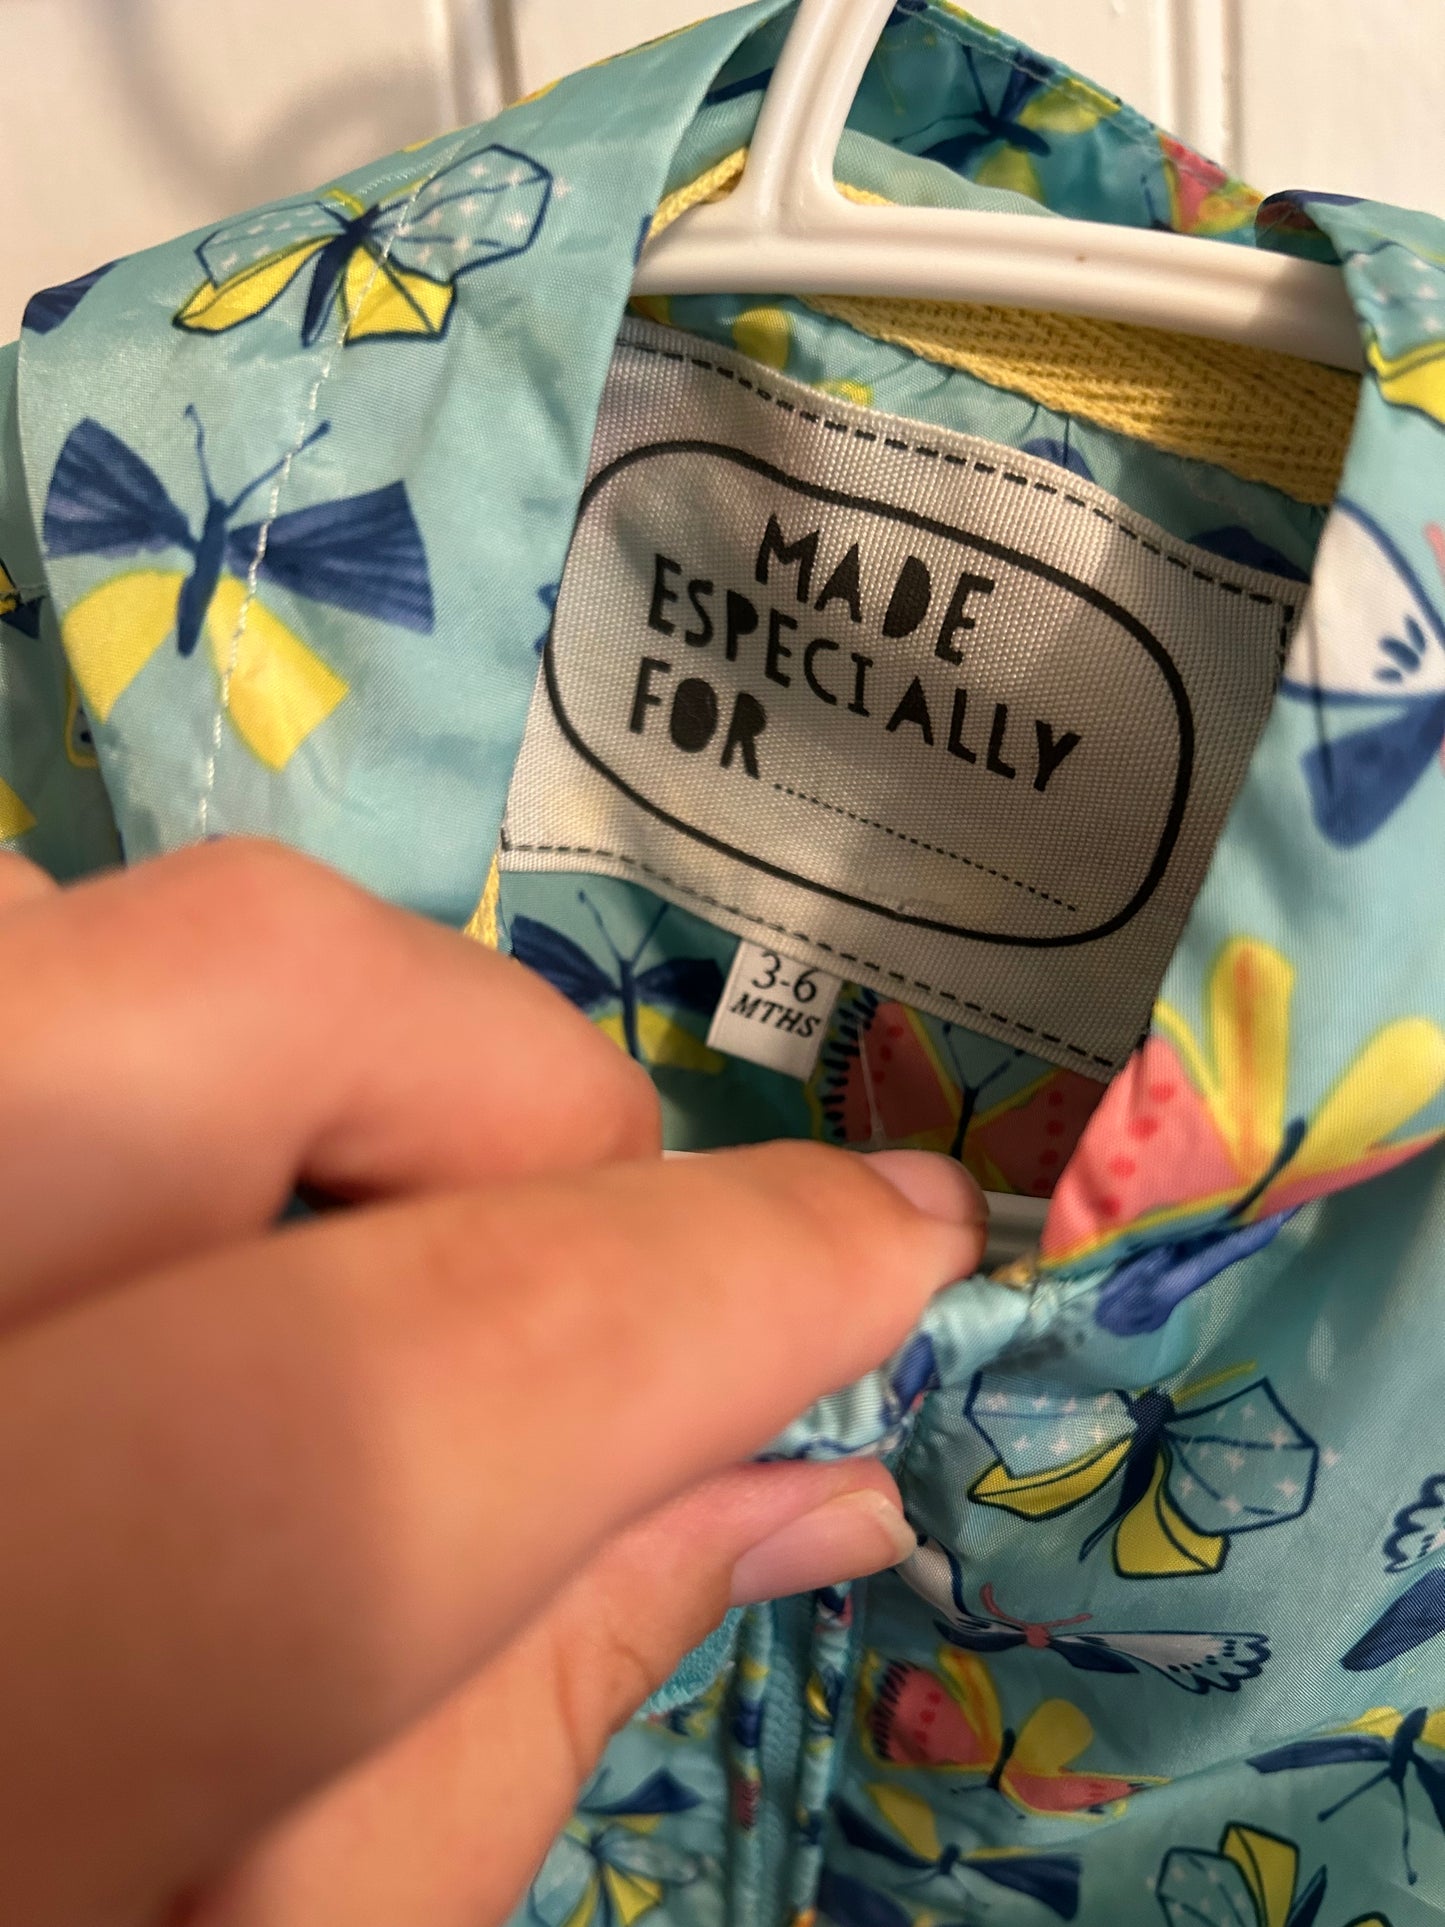 MADE
ESPECIALLY
FOR....................
3-6
MTHS